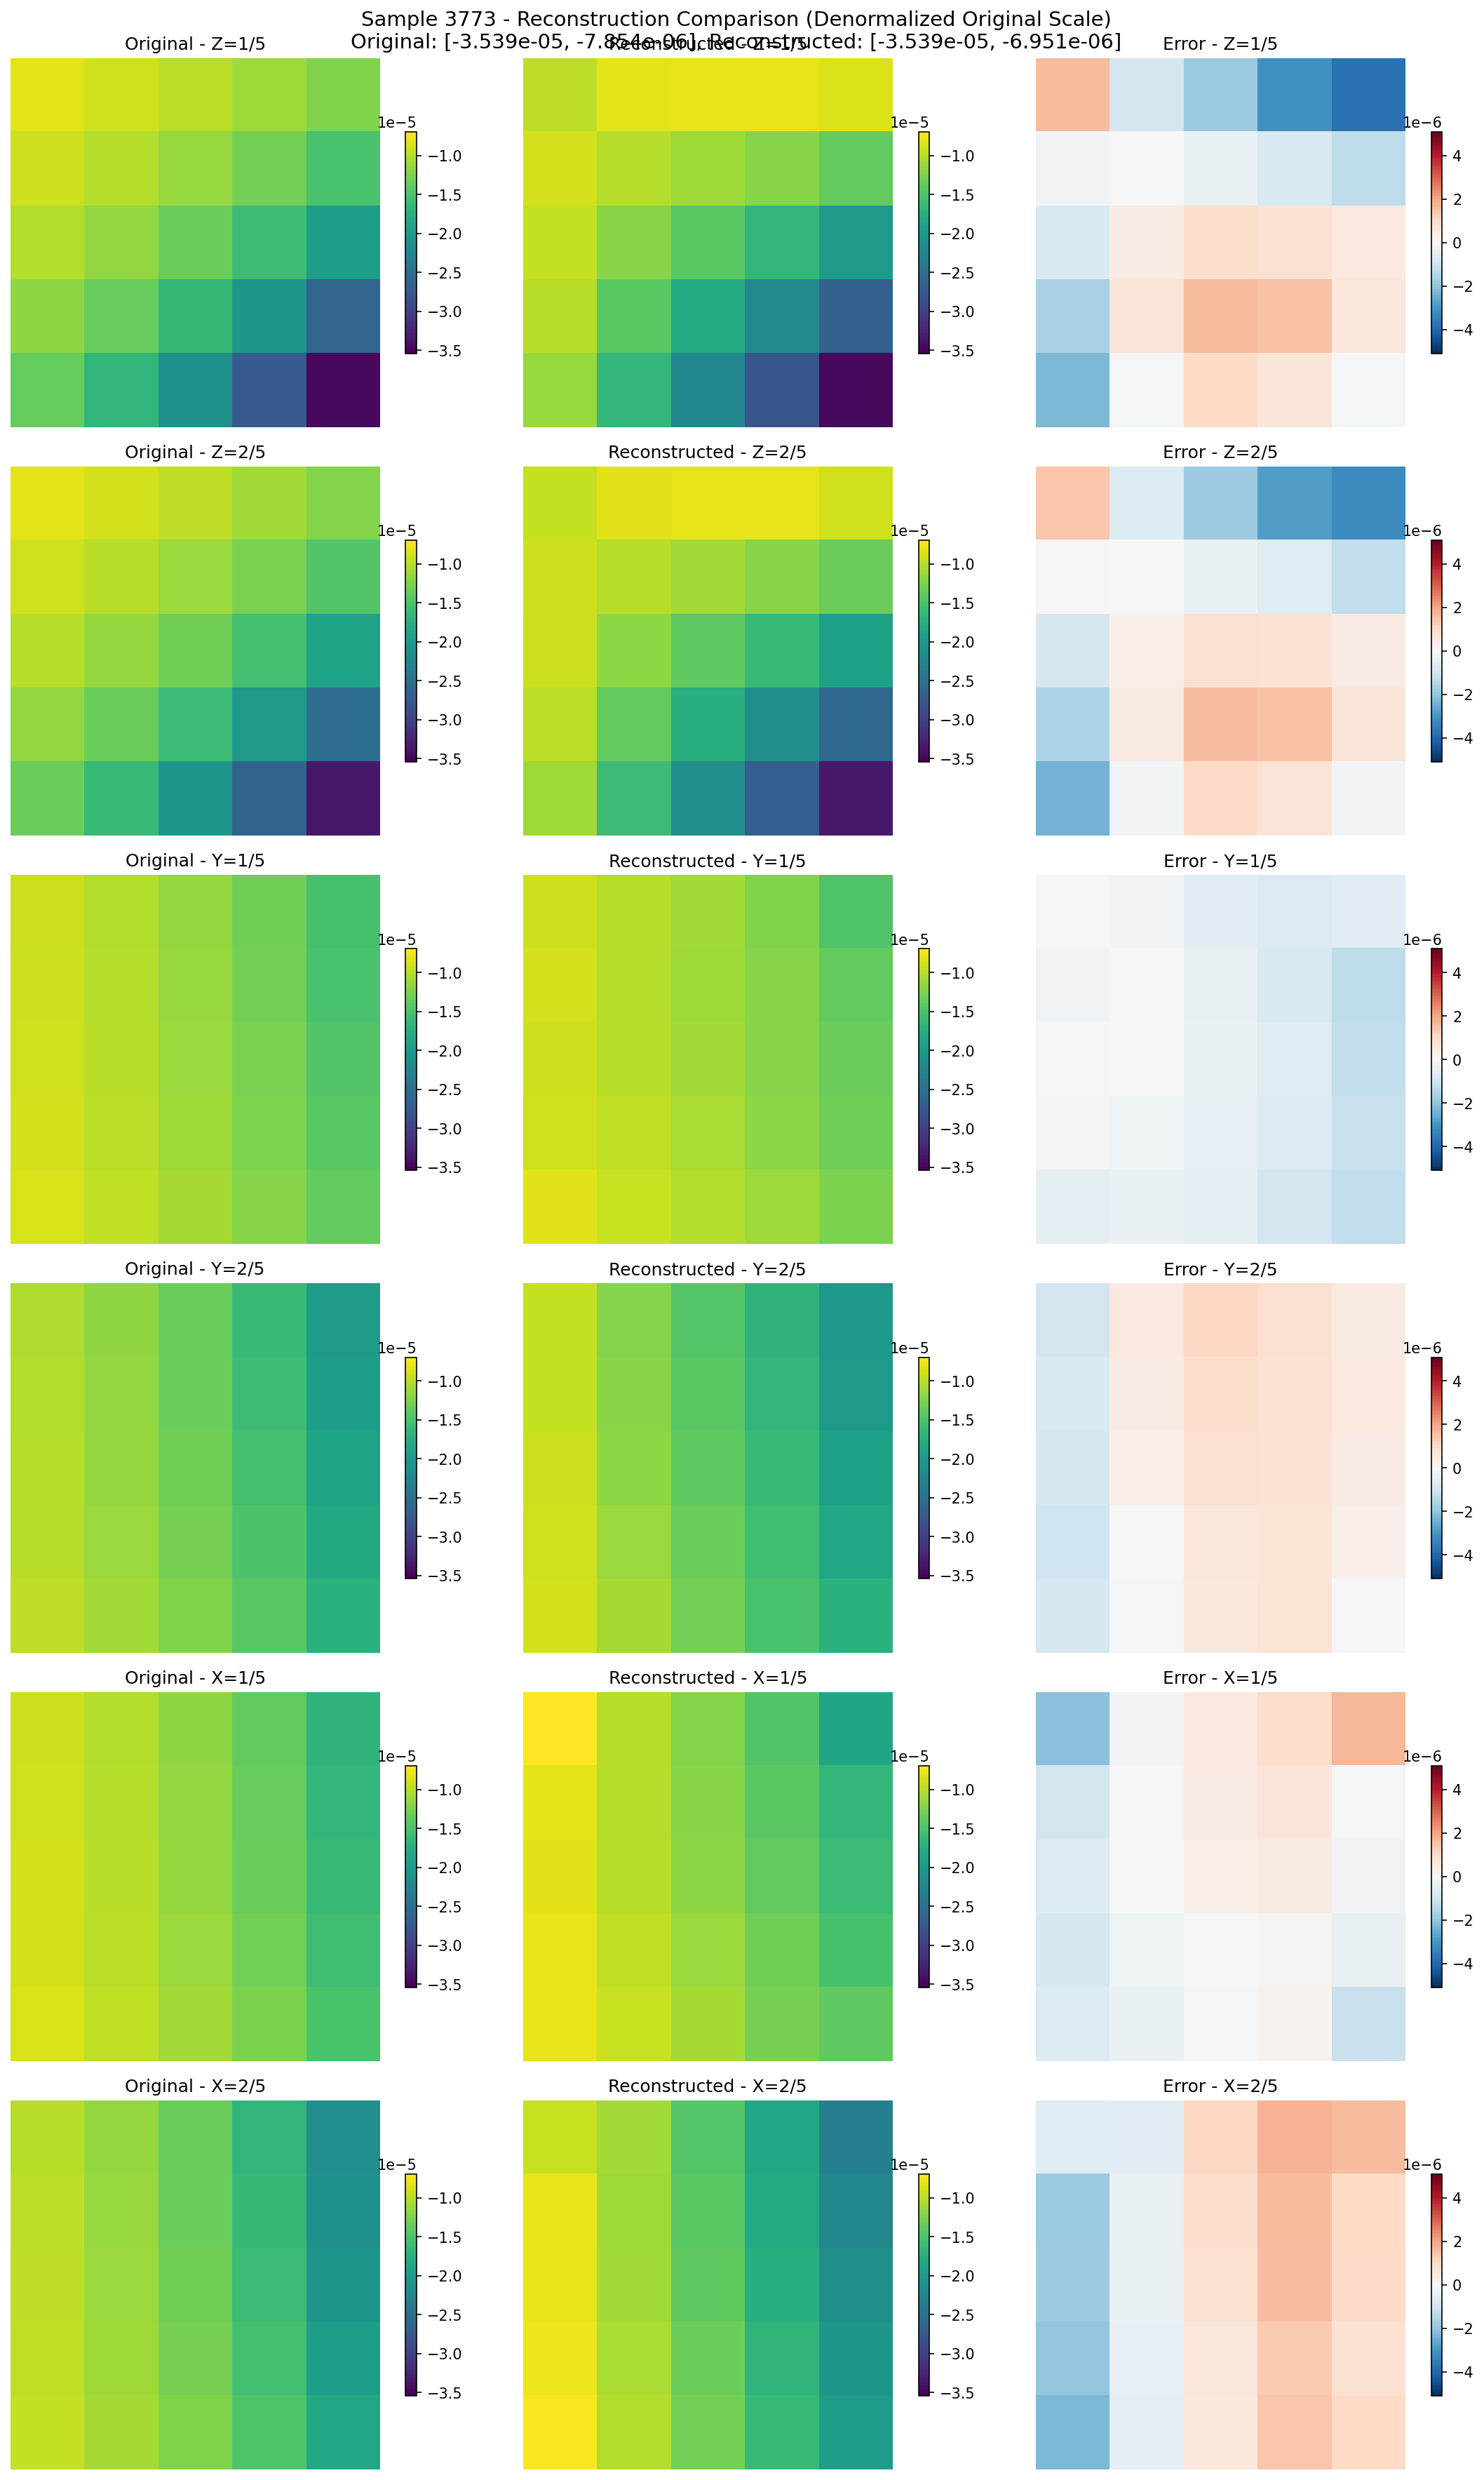 Sample 3773 - Reconstruction Comparison (Denormalized Original Scale)
Original: [-3.539e-05, -7.854e-06], Reconstructed: [-3.539e-05, -6.951e-06]
Original - Z=1/5
Reconstructed - Z=1/5
Error - Z=1/5
1e−5
−1.0
−1.5
−2.0
−2.5
−3.0
−3.5
1e−5
−1.0
−1.5
−2.0
−2.5
−3.0
−3.5
1e−6
4
2
0
−2
−4
Original - Z=2/5
Reconstructed - Z=2/5
Error - Z=2/5
1e−5
−1.0
−1.5
−2.0
−2.5
−3.0
−3.5
1e−5
−1.0
−1.5
−2.0
−2.5
−3.0
−3.5
1e−6
4
2
0
−2
−4
Original - Y=1/5
Reconstructed - Y=1/5
Error - Y=1/5
1e−5
−1.0
−1.5
−2.0
−2.5
−3.0
−3.5
1e−5
−1.0
−1.5
−2.0
−2.5
−3.0
−3.5
1e−6
4
2
0
−2
−4
Original - Y=2/5
Reconstructed - Y=2/5
Error - Y=2/5
1e−5
−1.0
−1.5
−2.0
−2.5
−3.0
−3.5
1e−5
−1.0
−1.5
−2.0
−2.5
−3.0
−3.5
1e−6
4
2
0
−2
−4
Original - X=1/5
Reconstructed - X=1/5
Error - X=1/5
1e−5
−1.0
−1.5
−2.0
−2.5
−3.0
−3.5
1e−5
−1.0
−1.5
−2.0
−2.5
−3.0
−3.5
1e−6
4
2
0
−2
−4
Original - X=2/5
Reconstructed - X=2/5
Error - X=2/5
1e−5
−1.0
−1.5
−2.0
−2.5
−3.0
−3.5
1e−5
−1.0
−1.5
−2.0
−2.5
−3.0
−3.5
1e−6
4
2
0
−2
−4